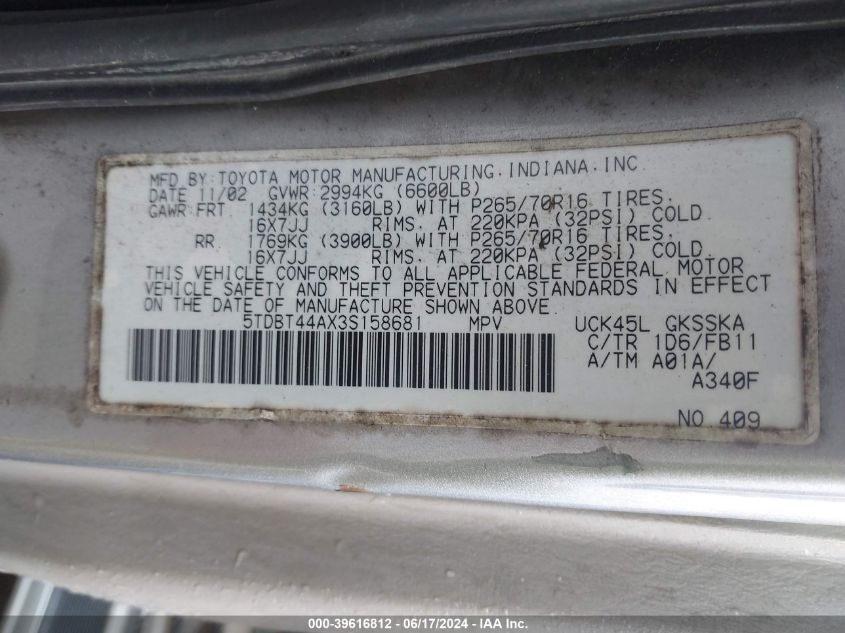 MFD.BY:TOYOTA MOTOR MANUFACTURING,INDIANA,INC.
DATE 11/02 GVWR:2994KG (6600LB)
GAWR:FRT 1434KG (3160LB) WITH P265/70R16 TIRES.
16X7JJ RIMS. AT 220KPA (32PSI) COLD.
RR. 1769KG (3900LB) WITH P265/70R16 TIRES.
16X7JJ RIMS. AT 220KPA (32PSI) COLD.
THIS VEHICLE CONFORMS TO ALL APPLICABLE FEDERAL MOTOR
VEHICLE SAFETY AND THEFT PREVENTION STANDARDS IN EFFECT
ON THE DATE OF MANUFACTURE SHOWN ABOVE.
5TDBT44AX3S158681 MPV UCK45L GKSSKA
C/TR 1D6/FB11
A/TM A01A/
A340F
NO.409
000-39616812 - 06/17/2024 - IAAI.com